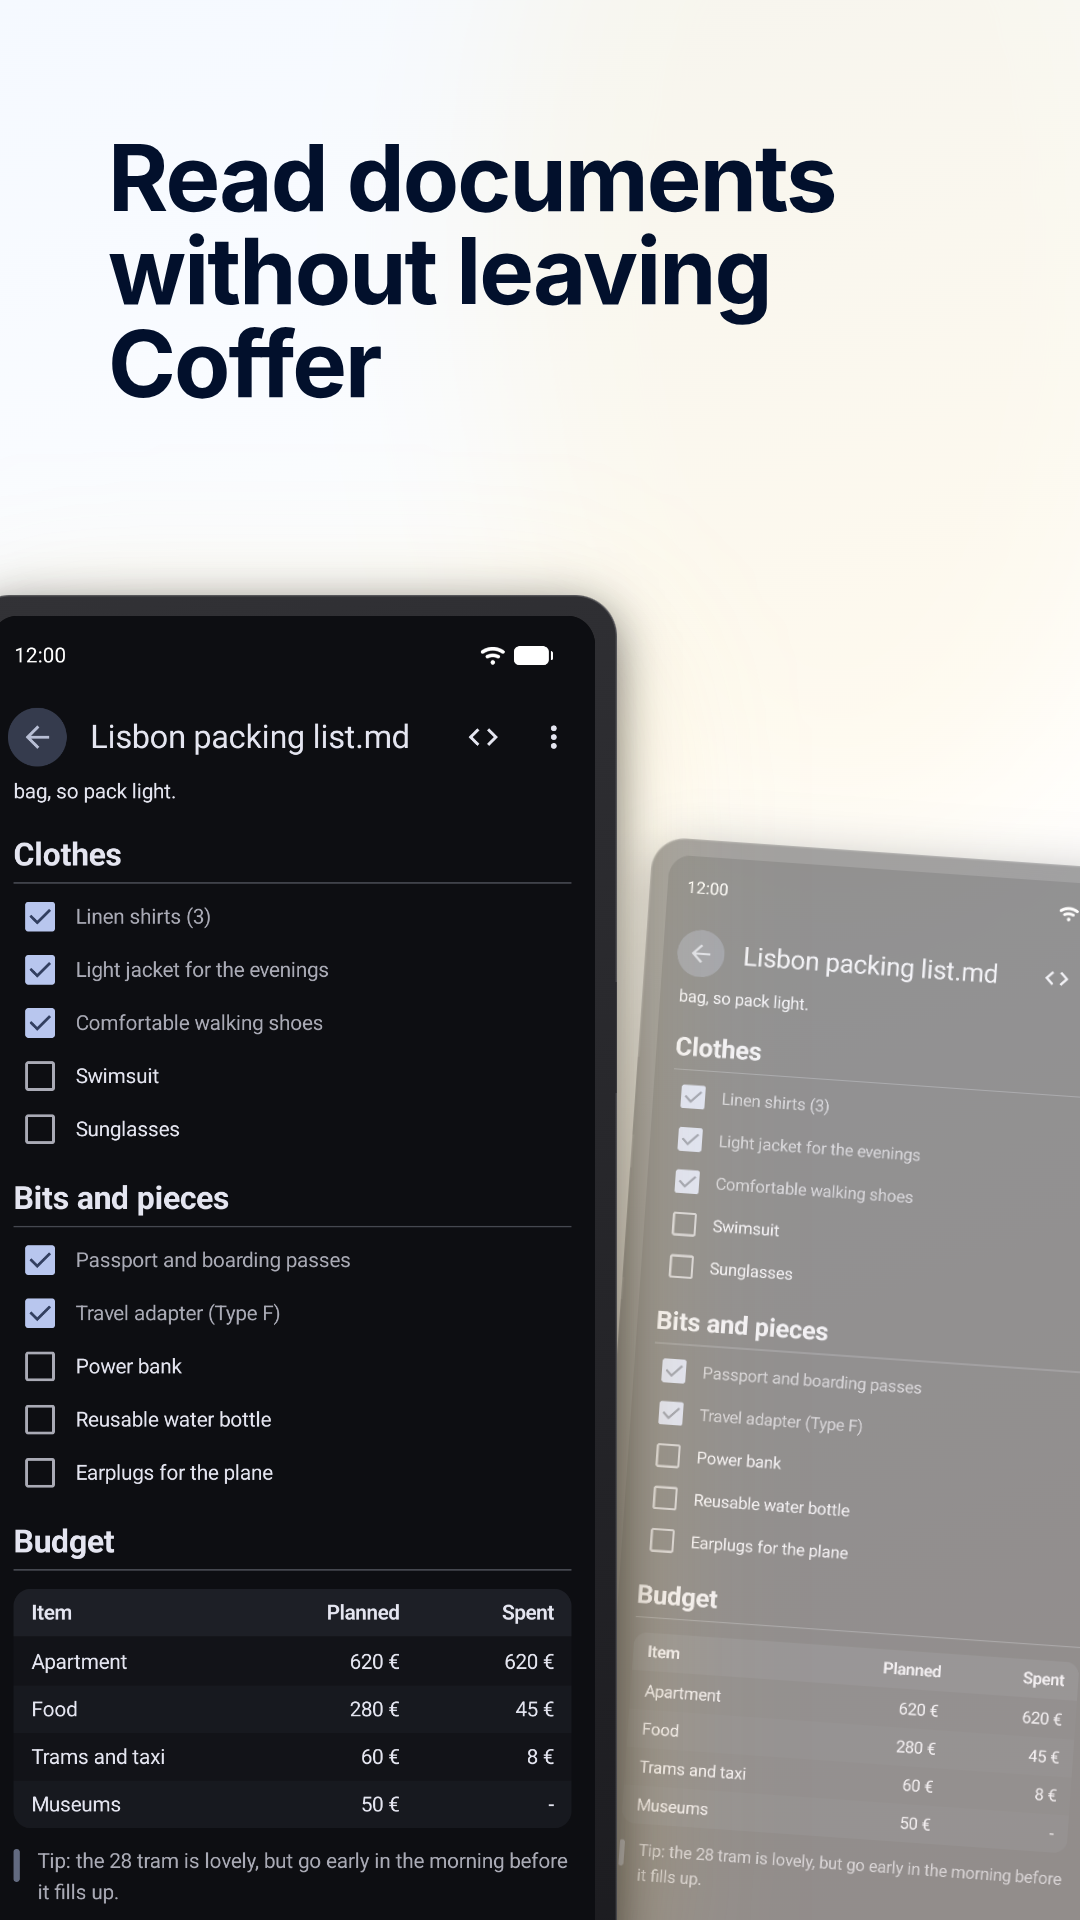 Read documents
without leaving
Coffer
12:00
Lisbon packing list.md
bag, so pack light.
Clothes
Linen shirts (3)
Light jacket for the evenings
Comfortable walking shoes
Swimsuit
Sunglasses
Bits and pieces
Passport and boarding passes
Travel adapter (Type F)
Power bank
Reusable water bottle
Earplugs for the plane
Budget
Item Planned Spent
Apartment 620 € 620 €
Food 280 € 45 €
Trams and taxi 60 € 8 €
Museums 50 € -
Tip: the 28 tram is lovely, but go early in the morning before
it fills up.
12:00
Lisbon packing list.md
bag, so pack light.
Clothes
Linen shirts (3)
Light jacket for the evenings
Comfortable walking shoes
Swimsuit
Sunglasses
Bits and pieces
Passport and boarding passes
Travel adapter (Type F)
Power bank
Reusable water bottle
Earplugs for the plane
Budget
Item Planned Spent
Apartment 620 € 620 €
Food 280 € 45 €
Trams and taxi 60 € 8 €
Museums 50 € -
Tip: the 28 tram is lovely, but go early in the morning before
it fills up.